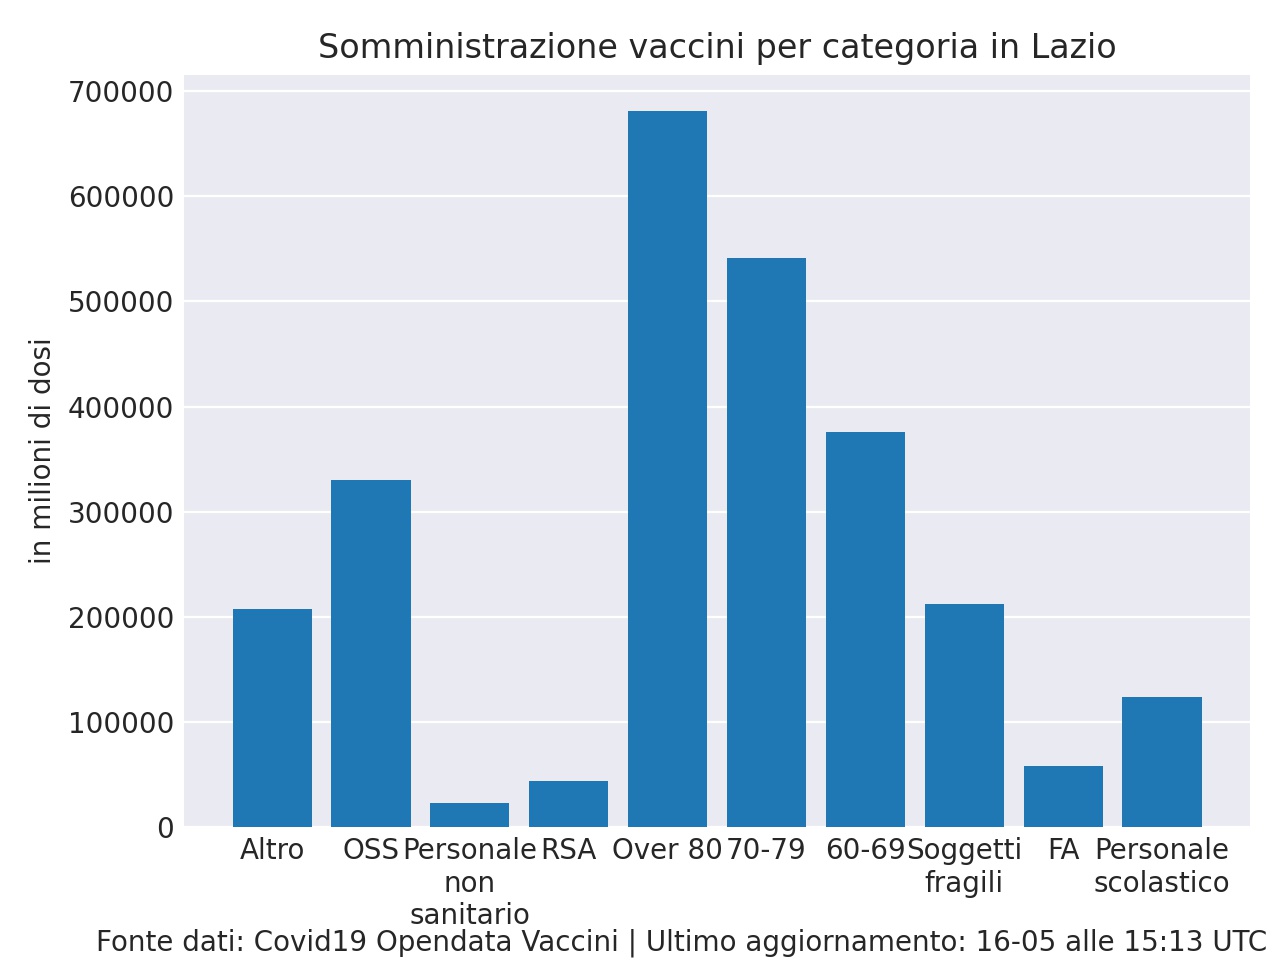 Somministrazione vaccini per categoria in Lazio
700000
600000
500000
400000
300000
200000
100000
0
in milioni di dosi
Altro
OSS
Personale
non
sanitario
RSA
Over 80
70-79
60-69
Soggetti
fragili
FA
Personale
scolastico
Fonte dati: Covid19 Opendata Vaccini | Ultimo aggiornamento: 16-05 alle 15:13 UTC